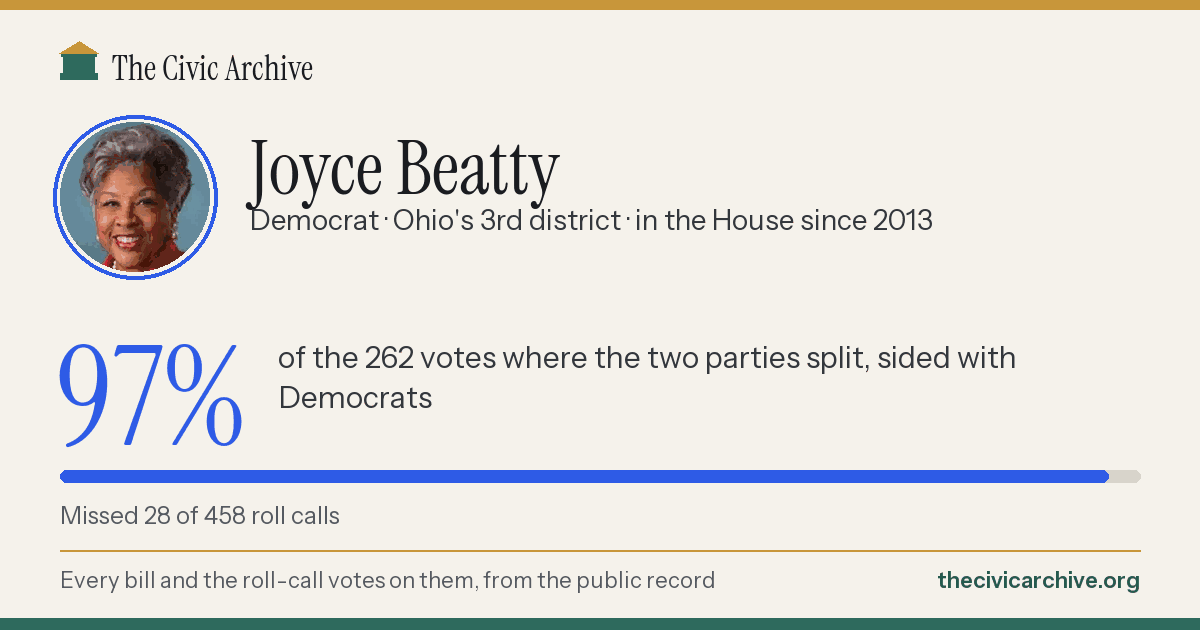 The Civic Archive
Joyce Beatty
Democrat · Ohio's 3rd district · in the House since 2013
97%
of the 262 votes where the two parties split, sided with
Democrats
Missed 28 of 458 roll calls
Every bill and the roll-call votes on them, from the public record
thecivicarchive.org